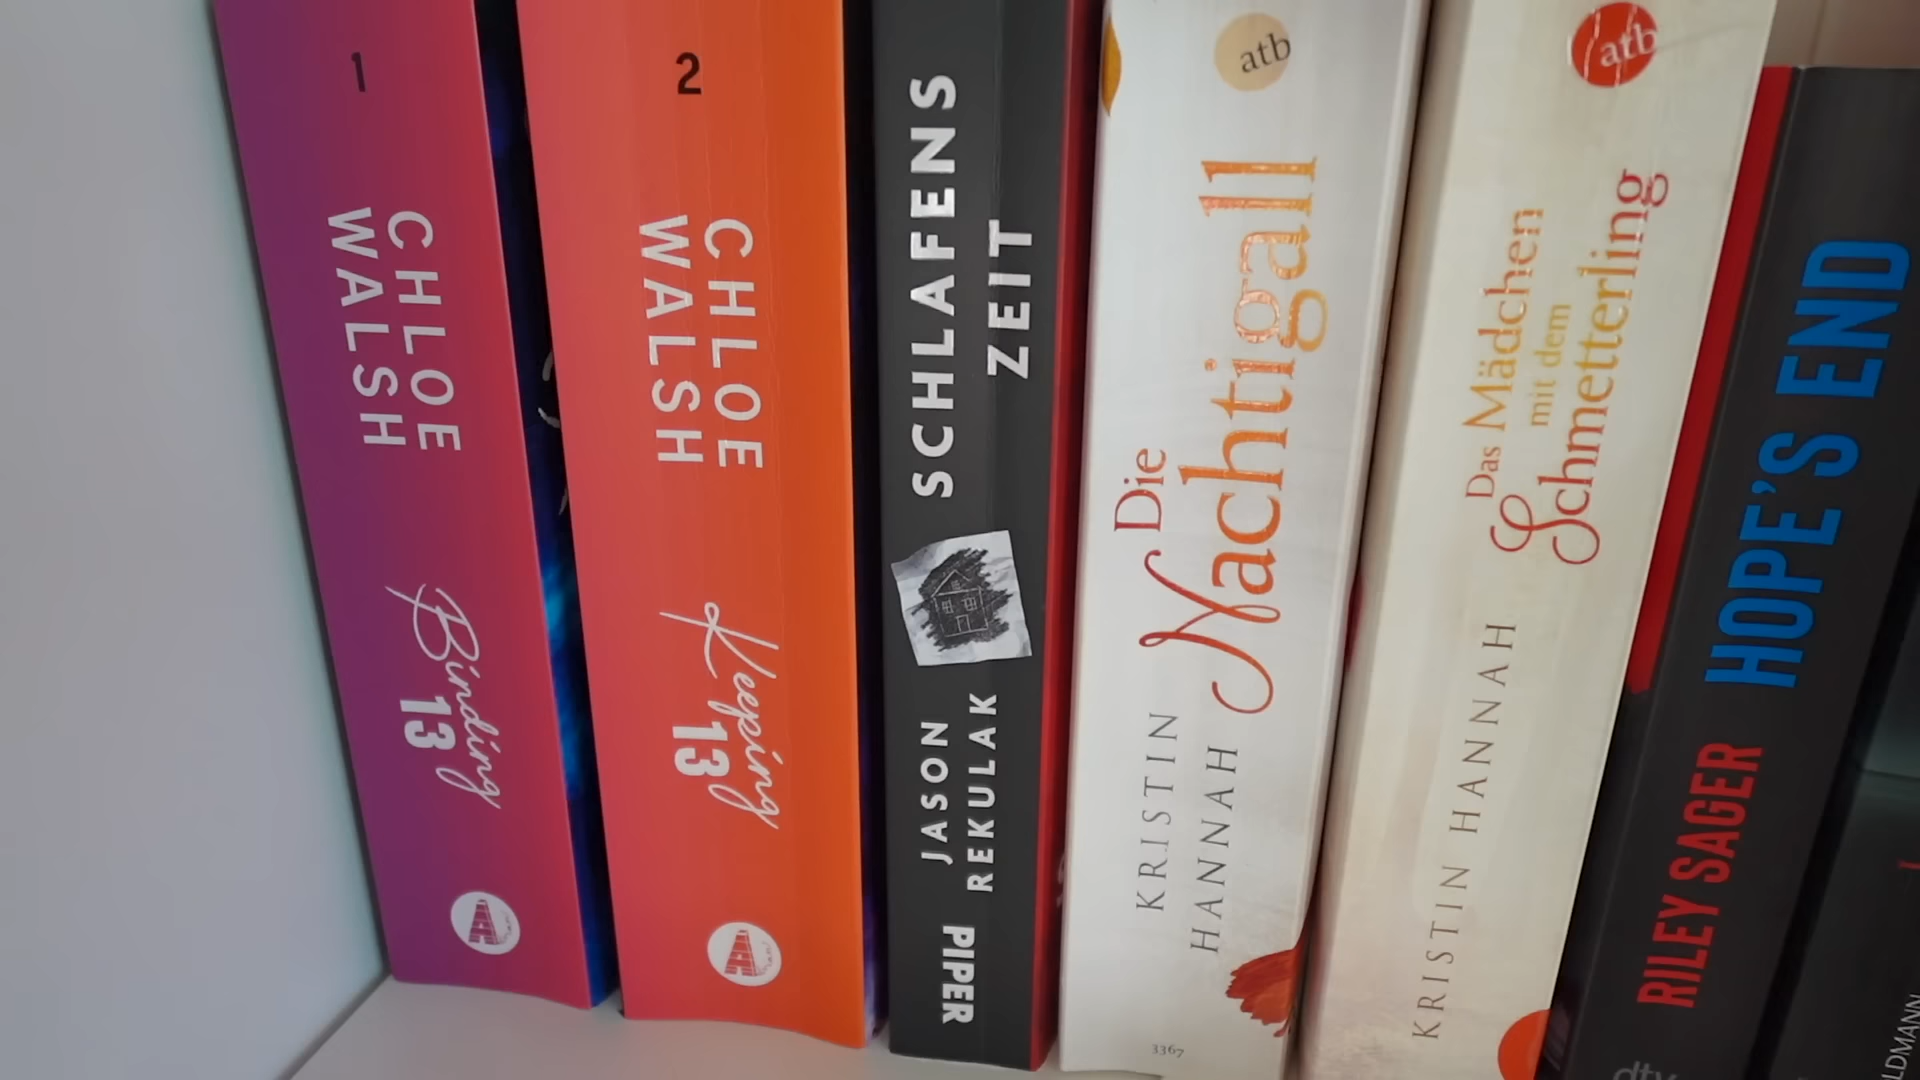 1
CHLOE
WALSH
Binding
13
2
CHLOE
WALSH
Keeping
13
SCHLAFENS
ZEIT
JASON
REKULAK
PIPER
atb
Die
Nachtigall
KRISTIN
HANNAH
3367
atb
Das Mädchen
mit dem
Schmetterling
KRISTIN HANNAH
HOPE'S END
RILEY SAGER
dtv